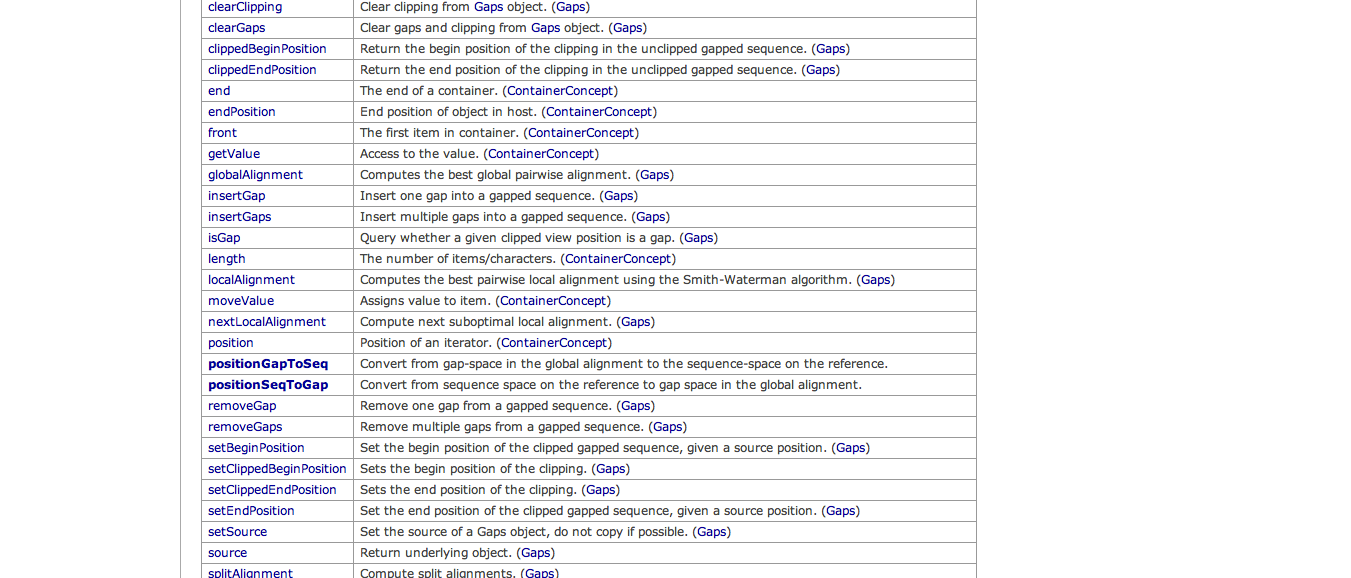 clearClipping Clear clipping from Gaps object. (Gaps)
clearGaps Clear gaps and clipping from Gaps object. (Gaps)
clippedBeginPosition Return the begin position of the clipping in the unclipped gapped sequence. (Gaps)
clippedEndPosition Return the end position of the clipping in the unclipped gapped sequence. (Gaps)
end The end of a container. (ContainerConcept)
endPosition End position of object in host. (ContainerConcept)
front The first item in container. (ContainerConcept)
getValue Access to the value. (ContainerConcept)
globalAlignment Computes the best global pairwise alignment. (Gaps)
insertGap Insert one gap into a gapped sequence. (Gaps)
insertGaps Insert multiple gaps into a gapped sequence. (Gaps)
isGap Query whether a given clipped view position is a gap. (Gaps)
length The number of items/characters. (ContainerConcept)
localAlignment Computes the best pairwise local alignment using the Smith-Waterman algorithm. (Gaps)
moveValue Assigns value to item. (ContainerConcept)
nextLocalAlignment Compute next suboptimal local alignment. (Gaps)
position Position of an iterator. (ContainerConcept)
positionGapToSeq Convert from gap-space in the global alignment to the sequence-space on the reference.
positionSeqToGap Convert from sequence space on the reference to gap space in the global alignment.
removeGap Remove one gap from a gapped sequence. (Gaps)
removeGaps Remove multiple gaps from a gapped sequence. (Gaps)
setBeginPosition Set the begin position of the clipped gapped sequence, given a source position. (Gaps)
setClippedBeginPosition Sets the begin position of the clipping. (Gaps)
setClippedEndPosition Sets the end position of the clipping. (Gaps)
setEndPosition Set the end position of the clipped gapped sequence, given a source position. (Gaps)
setSource Set the source of a Gaps object, do not copy if possible. (Gaps)
source Return underlying object. (Gaps)
splitAlignment Compute split alignments. (Gaps)